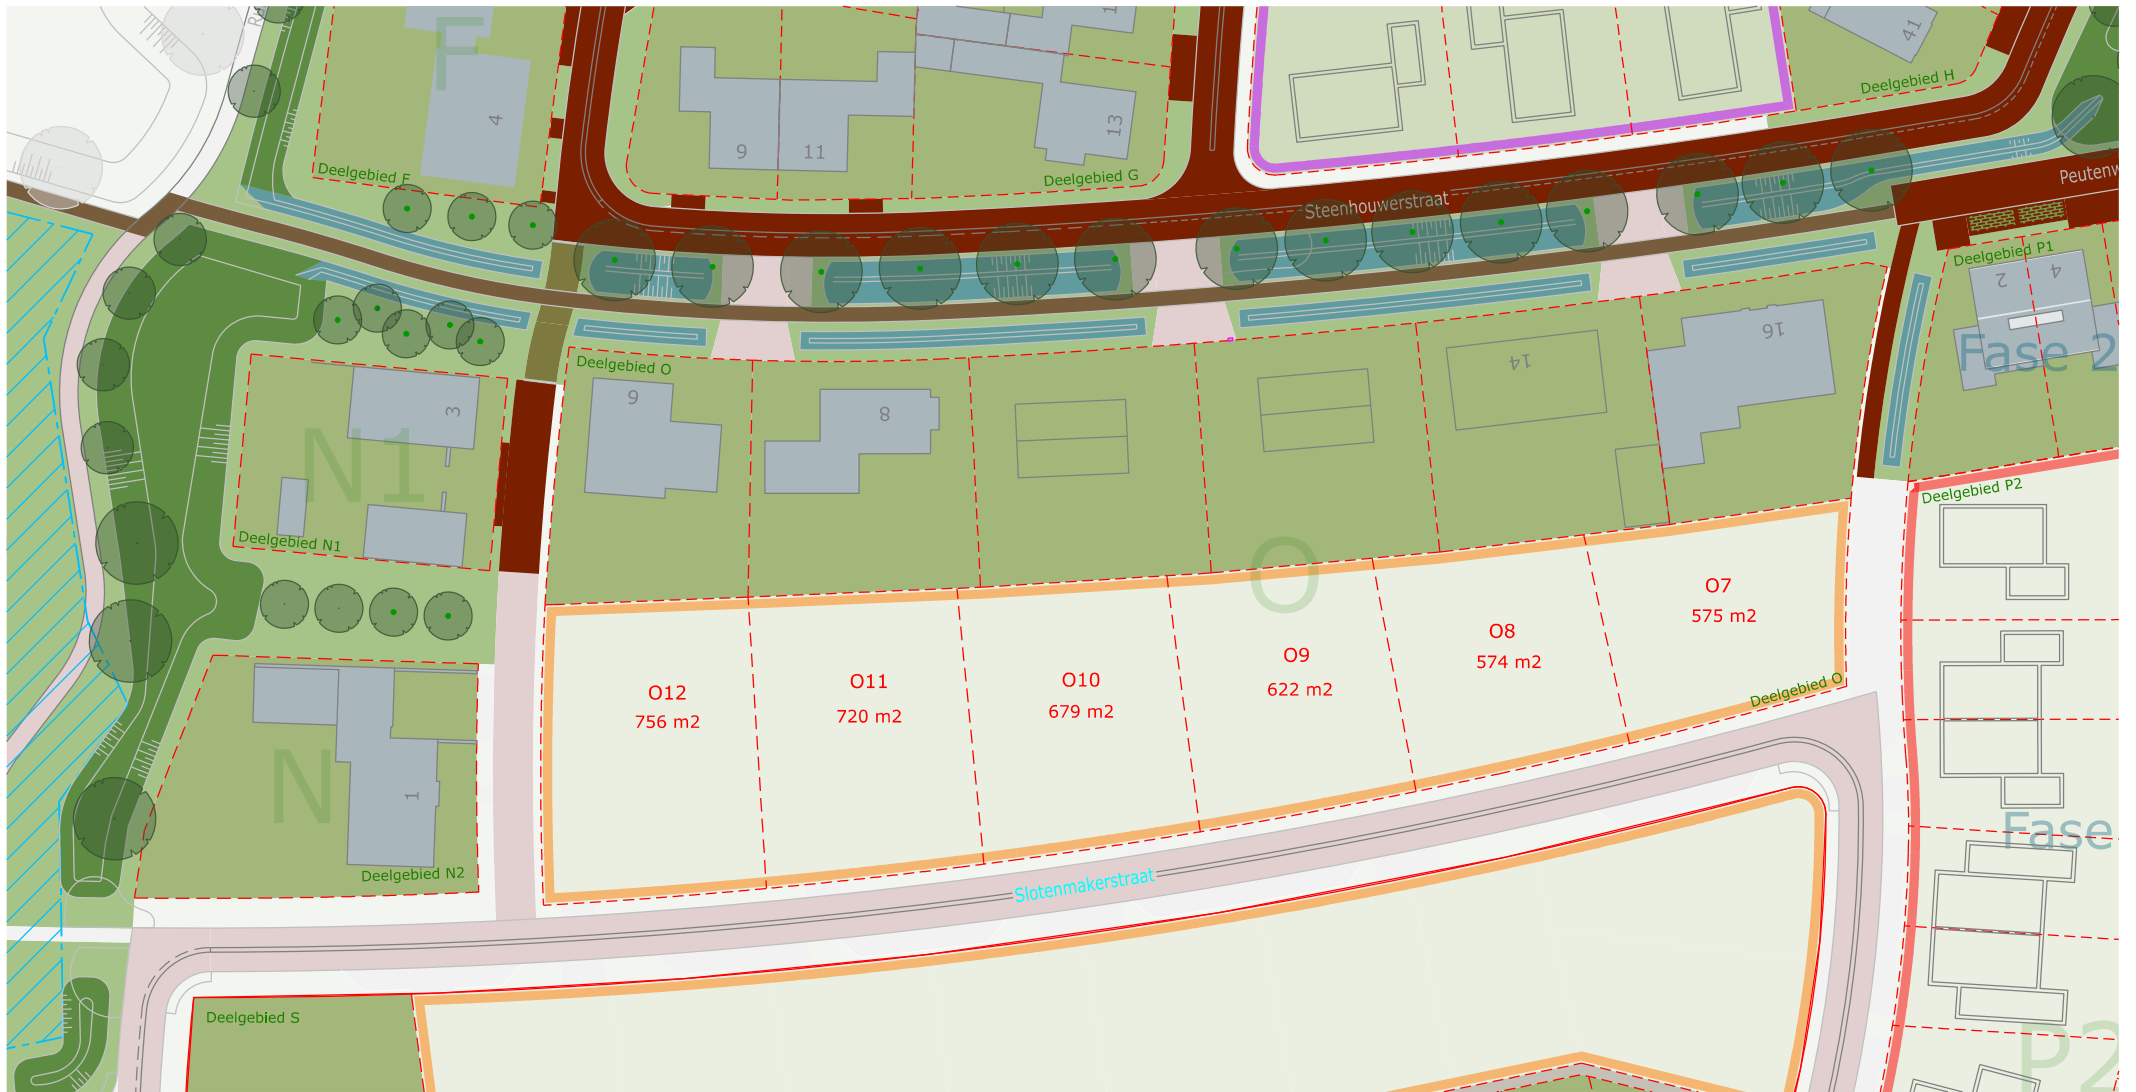 F
4
Deelgebied F
9
11
13
Deelgebied G
41
Deelgebied H
Steenhouwerstraat
Peutenw
Deelgebied P1
2
4
Fase 2
Deelgebied O
6
8
14
16
3
N1
Deelgebied N1
O
Deelgebied P2
O7
575 m2
O8
574 m2
O9
622 m2
O10
679 m2
O11
720 m2
O12
756 m2
Deelgebied O
N
1
Deelgebied N2
Fase
Slotenmakerstraat
Deelgebied S
P2